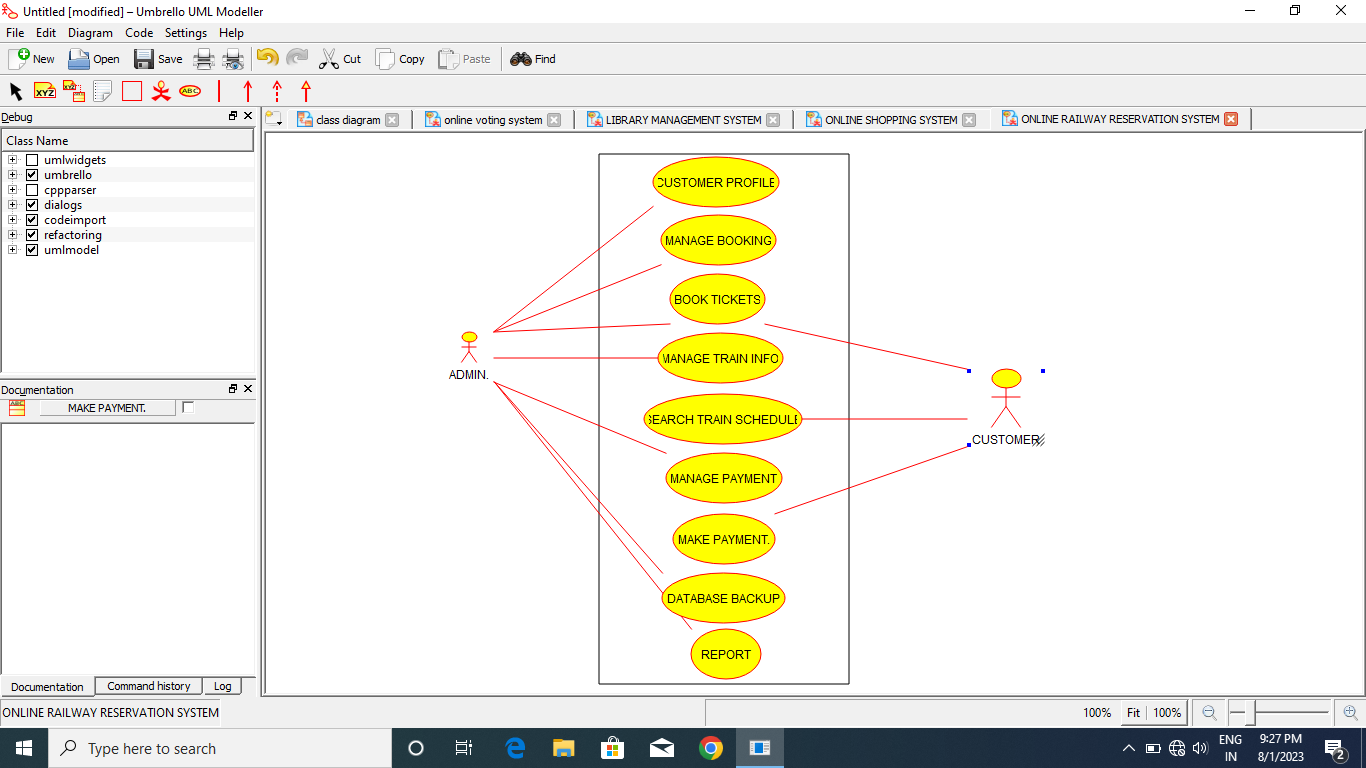 Untitled [modified] – Umbrello UML Modeller
File Edit Diagram Code Settings Help
New Open Save Cut Copy Paste Find
XYZ XYZ ABC
Debug
class diagram online voting system LIBRARY MANAGEMENT SYSTEM ONLINE SHOPPING SYSTEM ONLINE RAILWAY RESERVATION SYSTEM
Class Name
umlwidgets
umbrello
cppparser
dialogs
codeimport
refactoring
umlmodel
Documentation
ABC MAKE PAYMENT.
Documentation Command history Log
CUSTOMER PROFILE
MANAGE BOOKING
BOOK TICKETS
MANAGE TRAIN INFO
ADMIN.
SEARCH TRAIN SCHEDULE
CUSTOMER
MANAGE PAYMENT
MAKE PAYMENT.
DATABASE BACKUP
REPORT
ONLINE RAILWAY RESERVATION SYSTEM
100% Fit 100%
Type here to search
ENG
IN
9:27 PM
8/1/2023
2